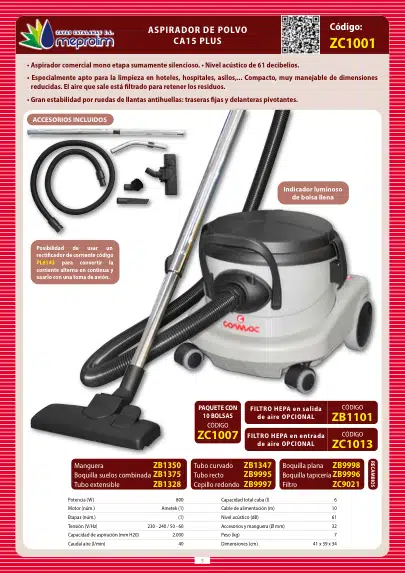 CAYAS CATALANAS S.L.
meprolim
ASPIRADOR DE POLVO
CA15 PLUS
Código:
ZC1001
• Aspirador comercial mono etapa sumamente silencioso. • Nivel acústico de 61 decibelios.
• Especialmente apto para la limpieza en hoteles, hospitales, asilos,... Compacto, muy manejable de dimensiones
reducidas. El aire que sale está filtrado para retener los residuos.
• Gran estabilidad por ruedas de llantas antihuellas: traseras fijas y delanteras pivotantes.
ACCESORIOS INCLUIDOS
Indicador luminoso
de bolsa llena
Posibilidad de usar un
rectificador de corriente código
PL6143 para convertir la
corriente alterna en continua y
usarlo con una toma de avión.
COMAC
PAQUETE CON
10 BOLSAS
CÓDIGO
ZC1007
FILTRO HEPA en salida
de aire OPCIONAL
CÓDIGO
ZB1101
FILTRO HEPA en entrada
de aire OPCIONAL
CÓDIGO
ZC1013
Manguera ZB1350
Boquilla suelos combinada ZB1375
Tubo extensible ZB1328
Tubo curvado ZB1347
Tubo recto ZB9995
Cepillo redondo ZB9997
Boquilla plana ZB9998
Boquilla tapicería ZB9996
Filtro ZC9021
RECAMBIOS
Potencia (W) 800
Motor (núm.) Ametek (1)
Etapas (núm.) (1)
Tensión (V/Hz) 230 - 240 / 50 - 60
Capacidad de aspiración (mm H20) 2.000
Caudal aire (l/min) 40
Capacidad total cuba (l) 6
Cable de alimentación (m) 10
Nivel acústico (dB) 61
Accesorios y manguera (Ø mm) 32
Peso (kg) 7
Dimensiones (cm) 41 x 39 x 34